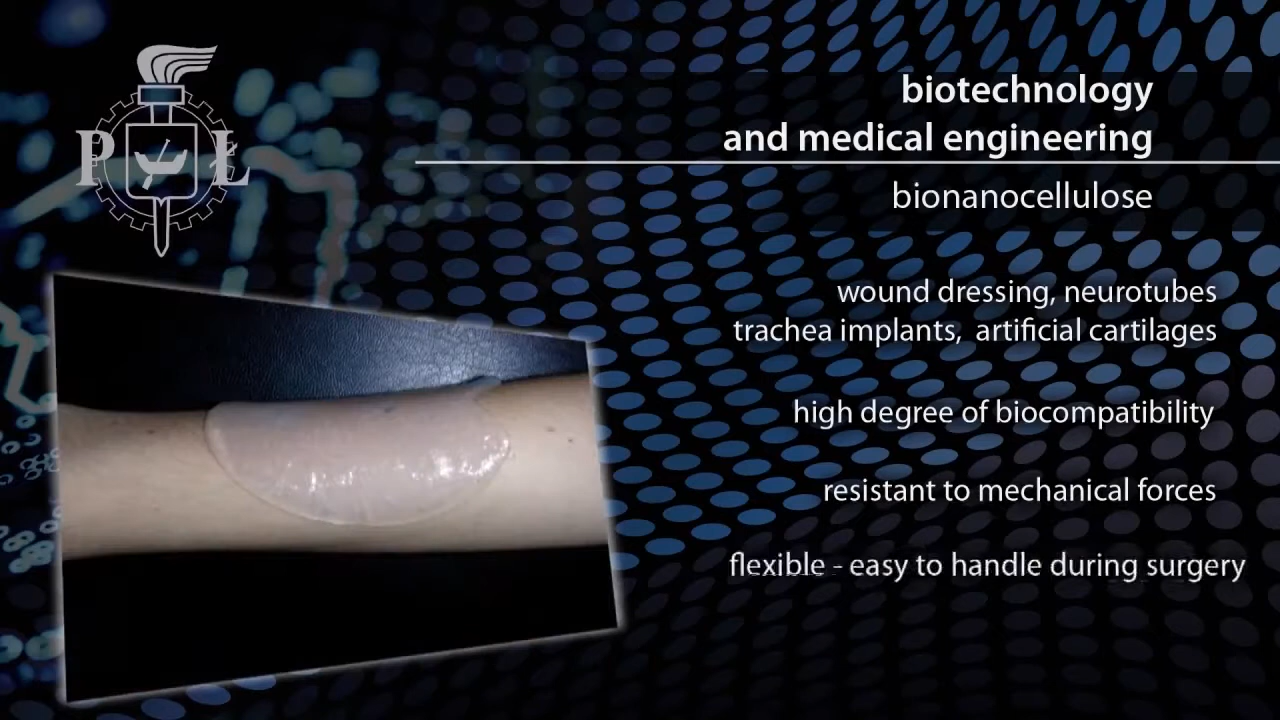 P L
biotechnology
and medical engineering
bionanocellulose
wound dressing, neurotubes
trachea implants, artificial cartilages
high degree of biocompatibility
resistant to mechanical forces
flexible - easy to handle during surgery